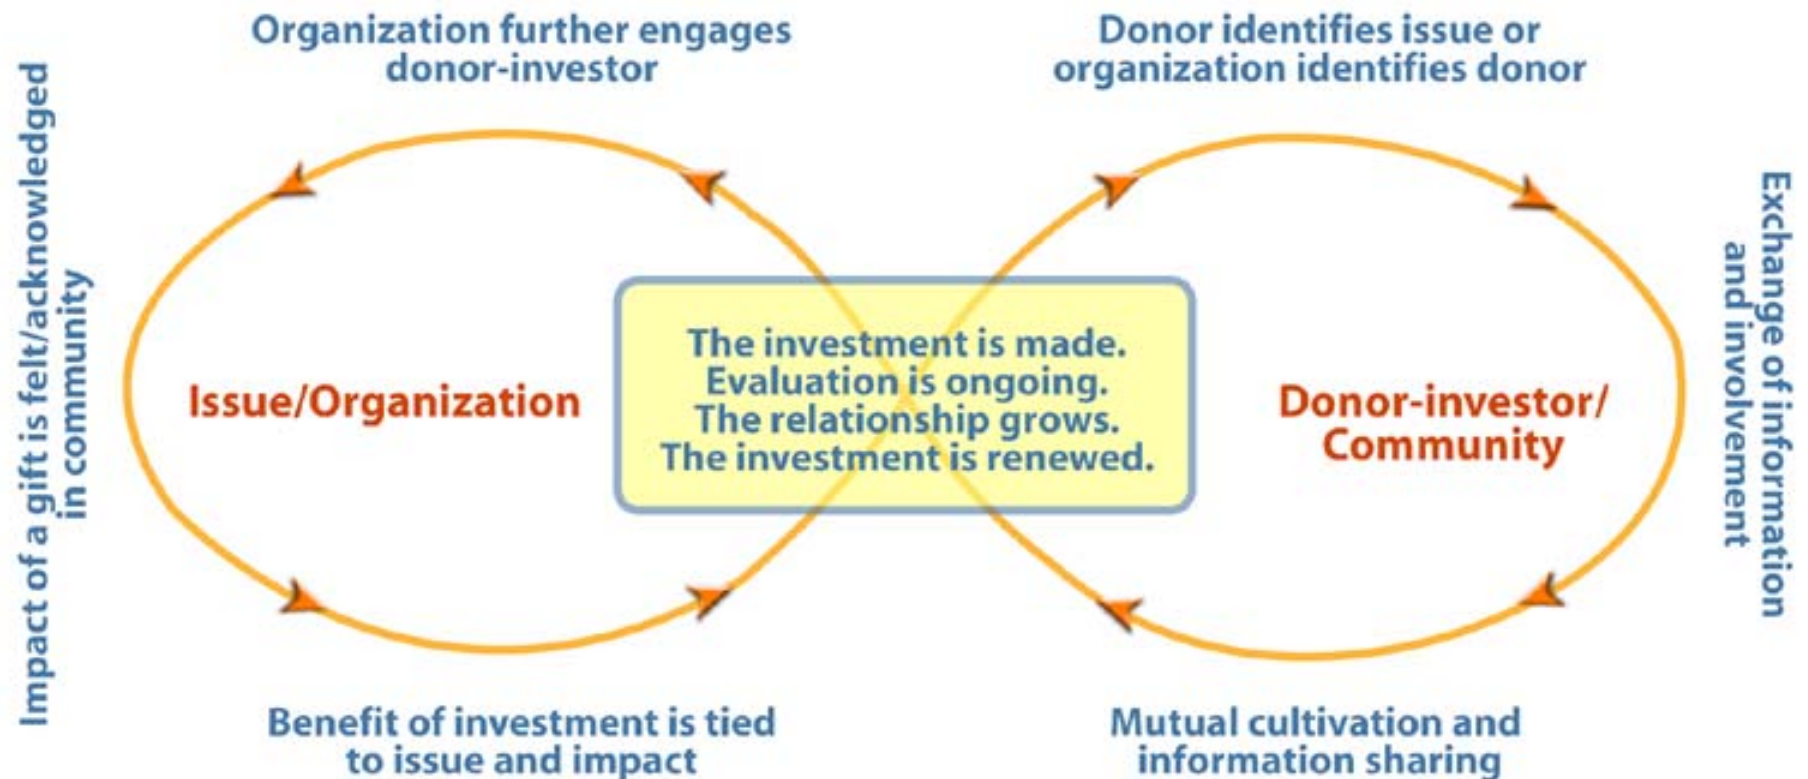 Organization further engages
donor-investor
Donor identifies issue or
organization identifies donor
Impact of a gift is felt/acknowledged
in community
Issue/Organization
The investment is made.
Evaluation is ongoing.
The relationship grows.
The investment is renewed.
Donor-investor/
Community
Exchange of information
and involvement
Benefit of investment is tied
to issue and impact
Mutual cultivation and
information sharing